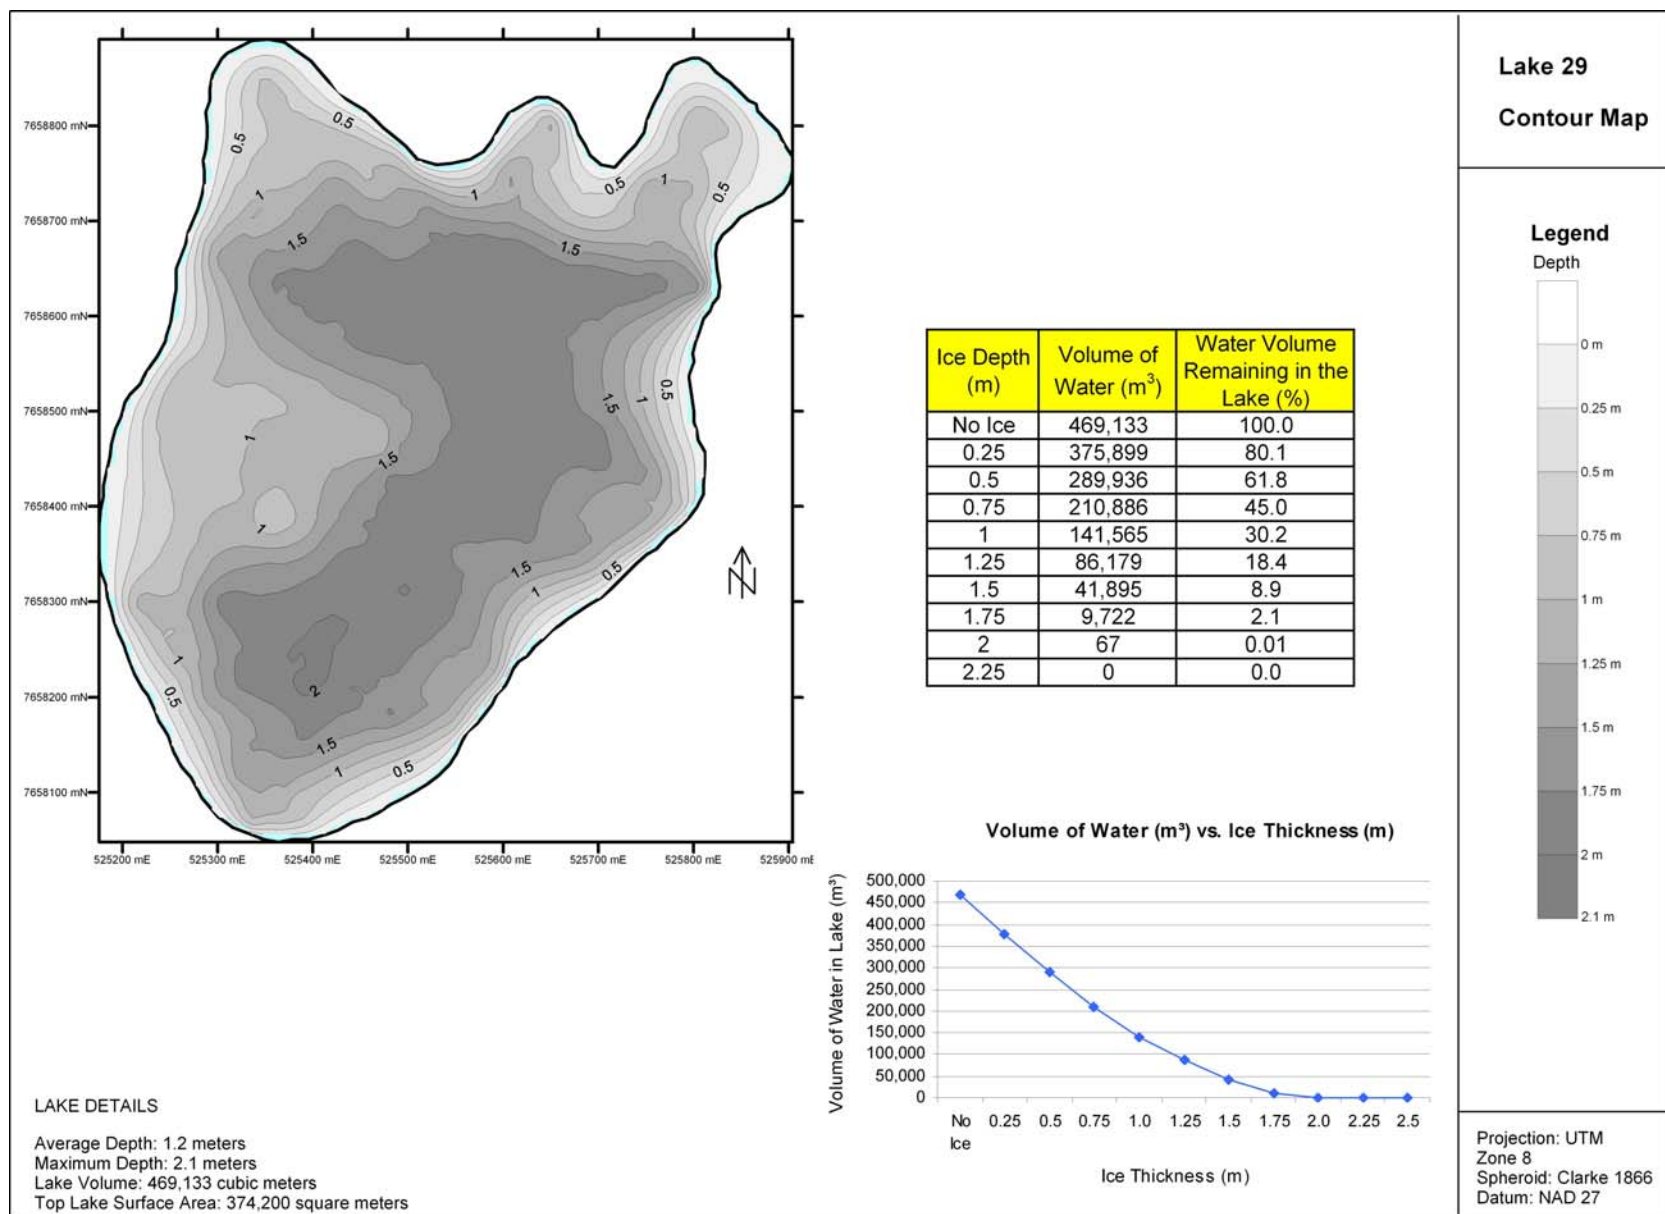 Lake 29
Contour Map
7658800 mN
7658700 mN
7658600 mN
7658500 mN
7658400 mN
7658300 mN
7658200 mN
7658100 mN
525200 mE 525300 mE 525400 mE 525500 mE 525600 mE 525700 mE 525800 mE 525900 mE
0.5
0.5
1
1.5
1
0.5
1
0.5
1.5
0.5
1
1.5
1
1.5
1
1.5
1
0.5
1
0.5
2
1.5
1
0.5
N
Ice Depth (m) Volume of Water (m³) Water Volume Remaining in the Lake (%)
No Ice 469,133 100.0
0.25 375,899 80.1
0.5 289,936 61.8
0.75 210,886 45.0
1 141,565 30.2
1.25 86,179 18.4
1.5 41,895 8.9
1.75 9,722 2.1
2 67 0.01
2.25 0 0.0
Legend
Depth
0 m
0.25 m
0.5 m
0.75 m
1 m
1.25 m
1.5 m
1.75 m
2 m
2.1 m
Volume of Water (m³) vs. Ice Thickness (m)
Volume of Water in Lake (m³)
500,000
450,000
400,000
350,000
300,000
250,000
200,000
150,000
100,000
50,000
0
No Ice 0.25 0.5 0.75 1.0 1.25 1.5 1.75 2.0 2.25 2.5
Ice Thickness (m)
LAKE DETAILS
Average Depth: 1.2 meters
Maximum Depth: 2.1 meters
Lake Volume: 469,133 cubic meters
Top Lake Surface Area: 374,200 square meters
Projection: UTM
Zone 8
Spheroid: Clarke 1866
Datum: NAD 27